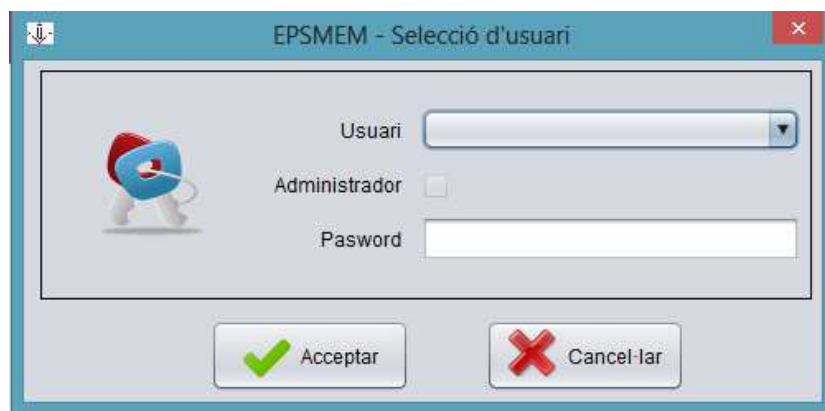 EPSMEM - Selecció d'usuari
Usuari
Administrador
Pasword
Acceptar
Cancel·lar